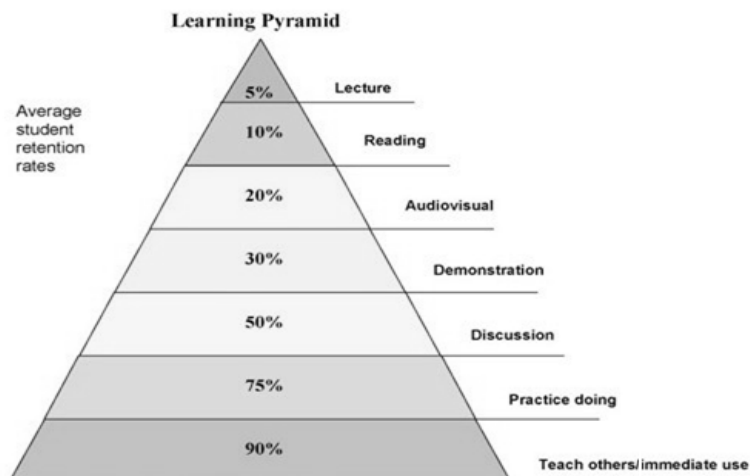 Learning Pyramid
Average
student
retention
rates
5%
Lecture
10%
Reading
20%
Audiovisual
30%
Demonstration
50%
Discussion
75%
Practice doing
90%
Teach others/immediate use